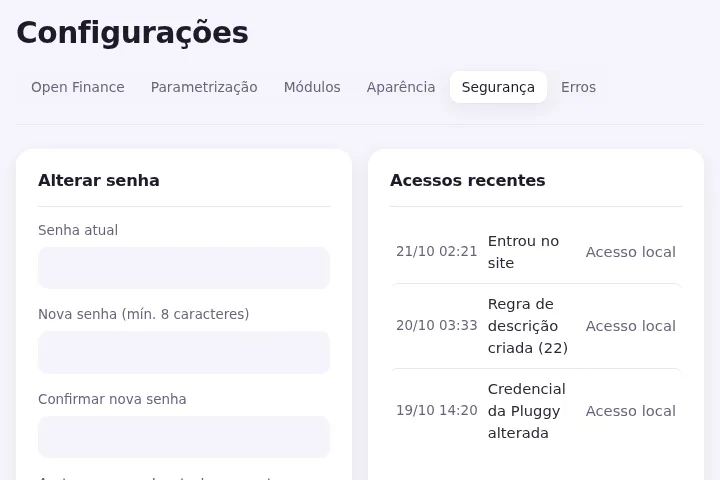 Configurações
Open Finance Parametrização Módulos Aparência Segurança Erros
Alterar senha
Senha atual
Nova senha (mín. 8 caracteres)
Confirmar nova senha
Acessos recentes
21/10 02:21 Entrou no site Acesso local
20/10 03:33 Regra de descrição criada (22) Acesso local
19/10 14:20 Credencial da Pluggy alterada Acesso local